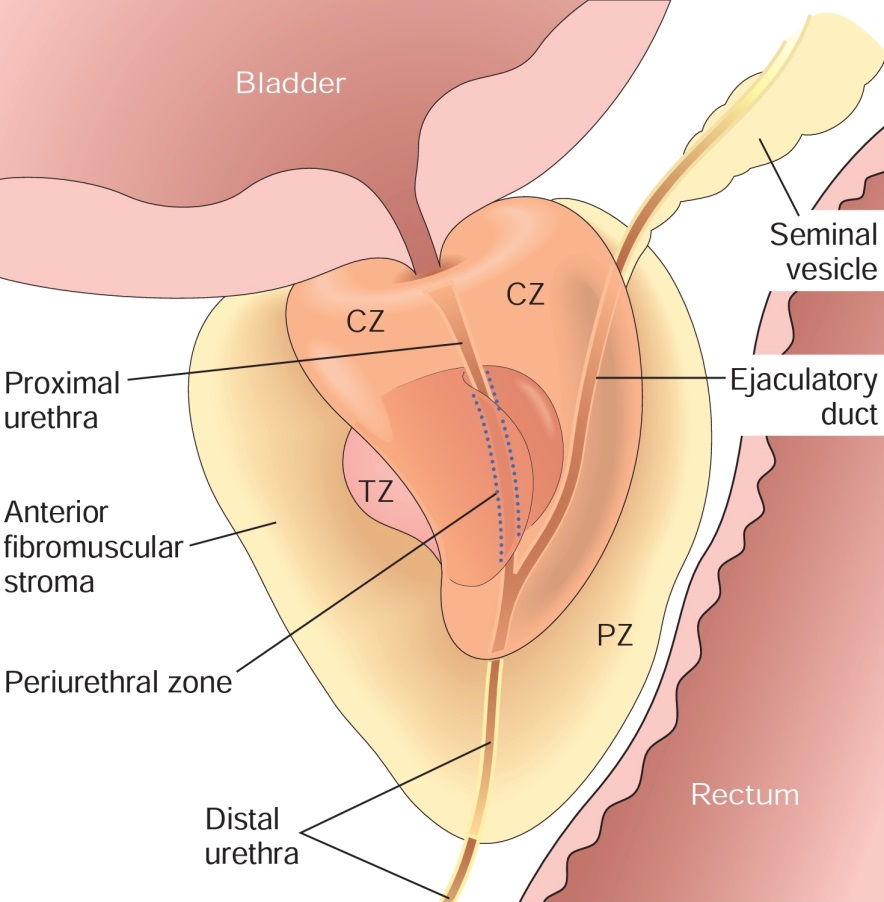 Bladder
Seminal
vesicle
CZ
CZ
Proximal
urethra
Ejaculatory
duct
TZ
Anterior
fibromuscular
stroma
PZ
Periurethral zone
Rectum
Distal
urethra